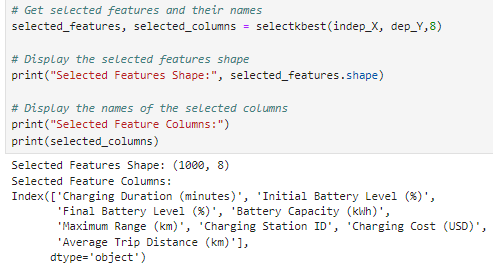 # Get selected features and their names
selected_features, selected_columns = selectkbest(indep_X, dep_Y,8)
# Display the selected features shape
print("Selected Features Shape:", selected_features.shape)
# Display the names of the selected columns
print("Selected Feature Columns:")
print(selected_columns)
Selected Features Shape: (1000, 8)
Selected Feature Columns:
Index(['Charging Duration (minutes)', 'Initial Battery Level (%)',
'Final Battery Level (%)', 'Battery Capacity (kWh)',
'Maximum Range (km)', 'Charging Station ID', 'Charging Cost (USD)',
'Average Trip Distance (km)'],
dtype='object')